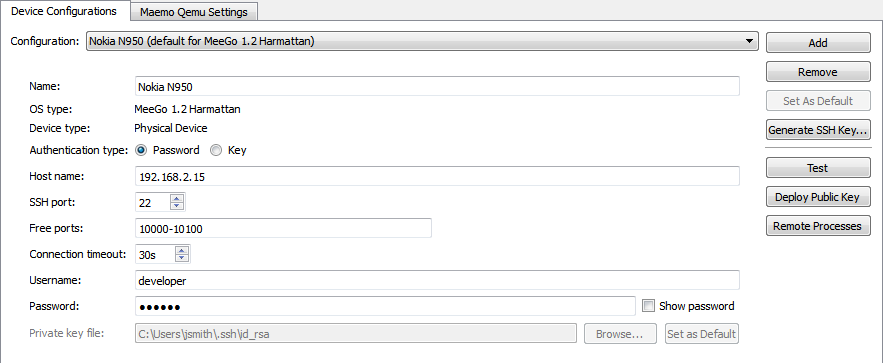 Device Configurations Maemo Qemu Settings
Configuration: Nokia N950 (default for MeeGo 1.2 Harmattan) Add
Remove
Name: Nokia N950
Set As Default
OS type: MeeGo 1.2 Harmattan
Device type: Physical Device
Generate SSH Key...
Authentication type: Password Key
Host name: 192.168.2.15
Test
SSH port: 22
Deploy Public Key
Free ports: 10000-10100
Remote Processes
Connection timeout: 30s
Username: developer
Password: ●●●●●● Show password
Private key file: C:\Users\jsmith\.ssh\id_rsa Browse... Set as Default